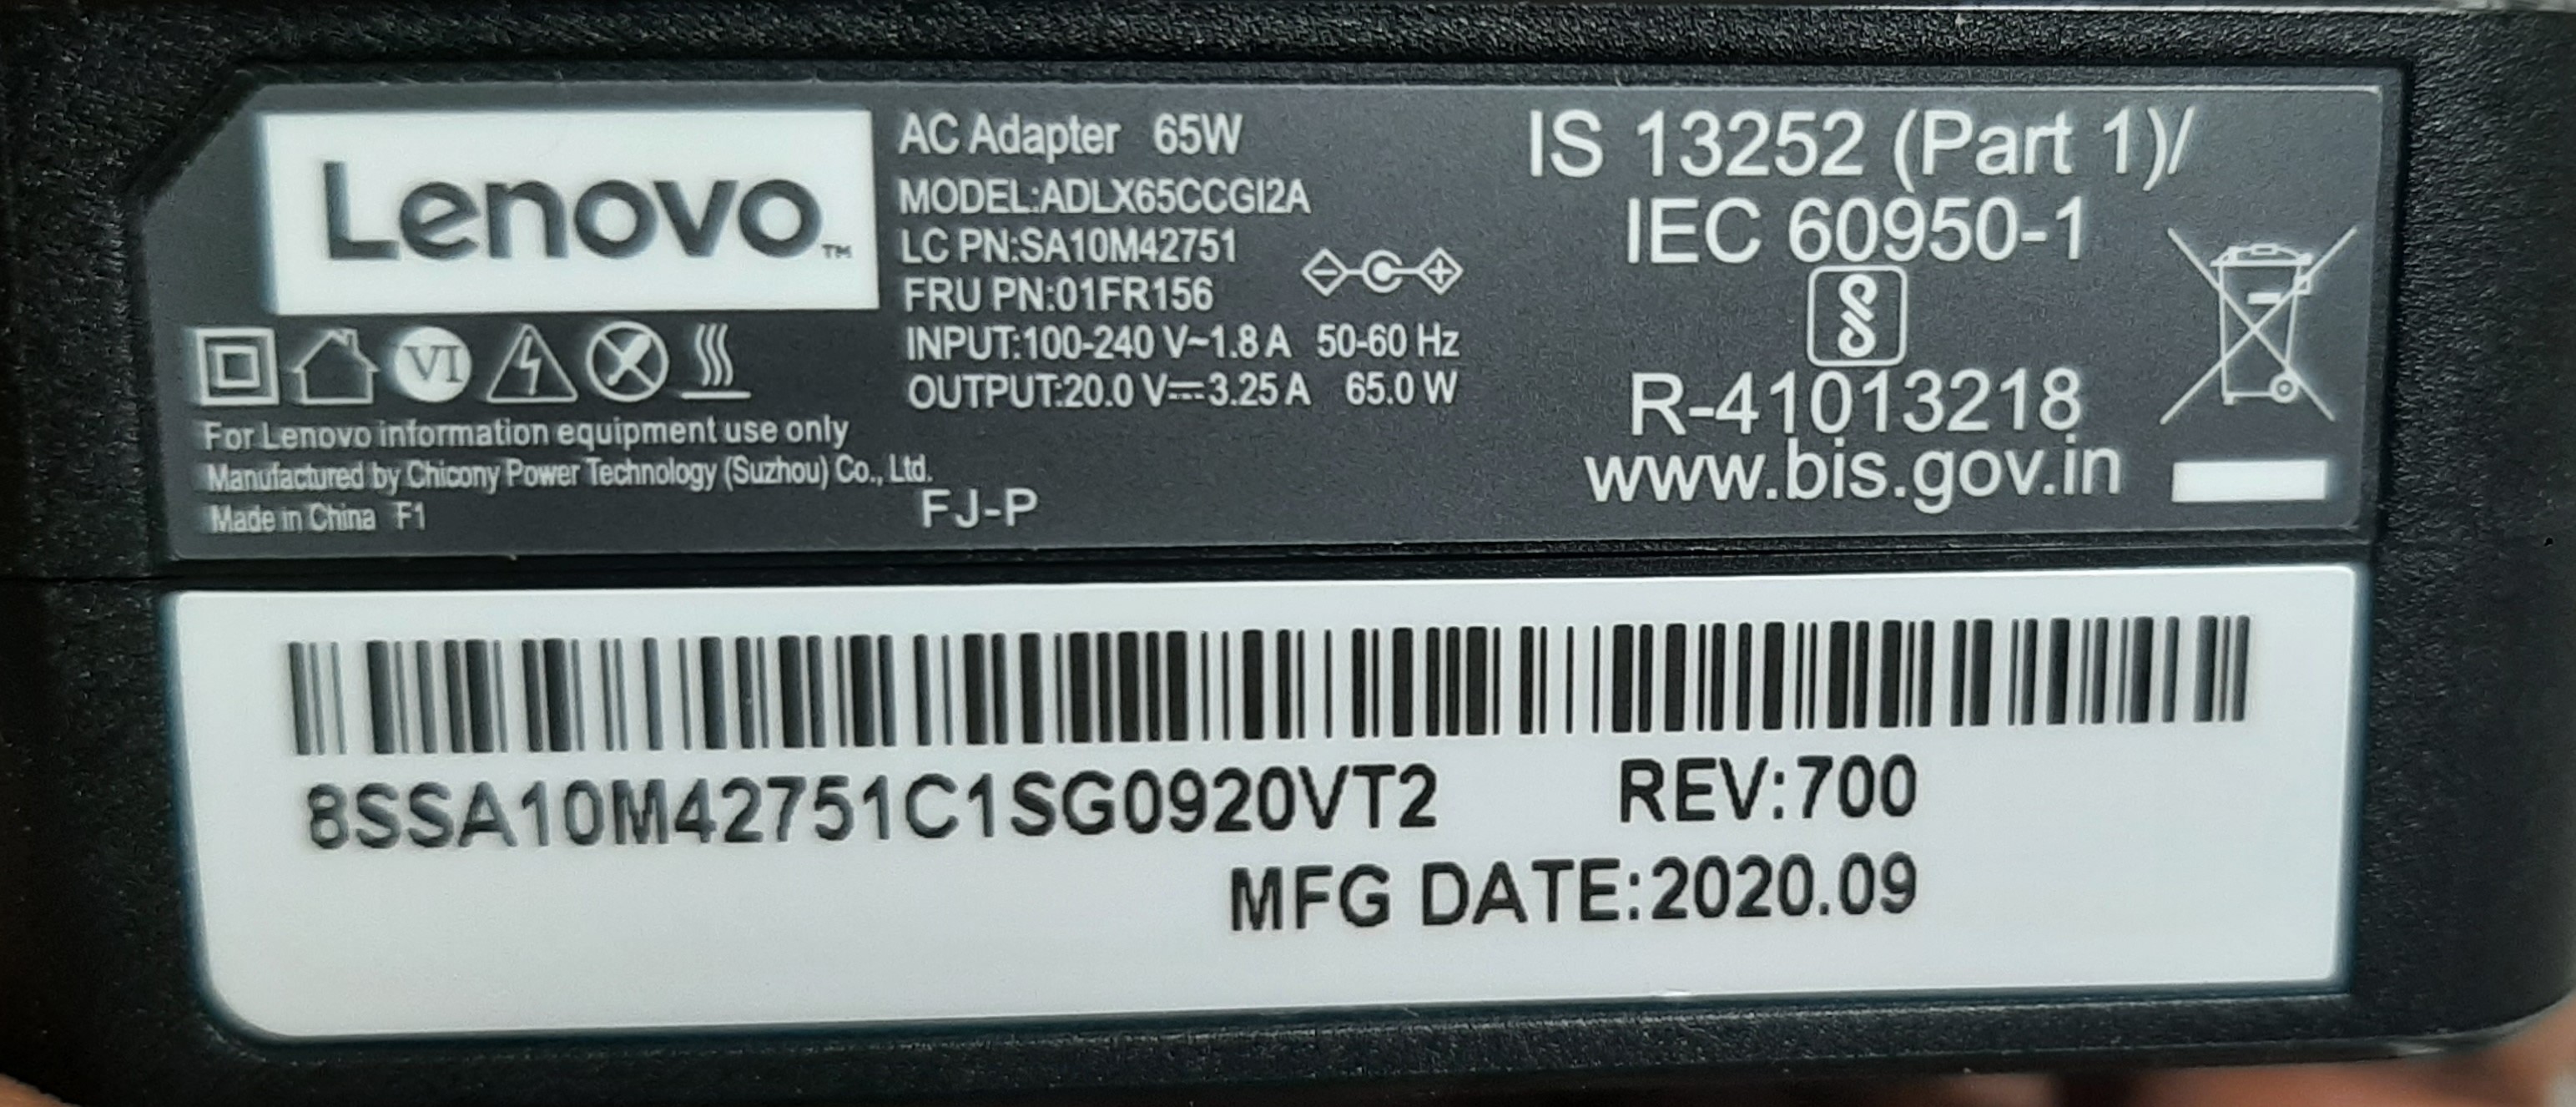 Lenovo™
AC Adapter 65W
MODEL:ADLX65CCGI2A
LC PN:SA10M42751
FRU PN:01FR156
INPUT:100-240 V~1.8 A 50-60 Hz
OUTPUT:20.0 V⎓3.25 A 65.0 W
VI
For Lenovo information equipment use only
Manufactured by Chicony Power Technology (Suzhou) Co., Ltd.
Made in China F1
FJ-P
IS 13252 (Part 1)/
IEC 60950-1
R-41013218
www.bis.gov.in
8SSA10M42751C1SG0920VT2 REV:700
MFG DATE:2020.09